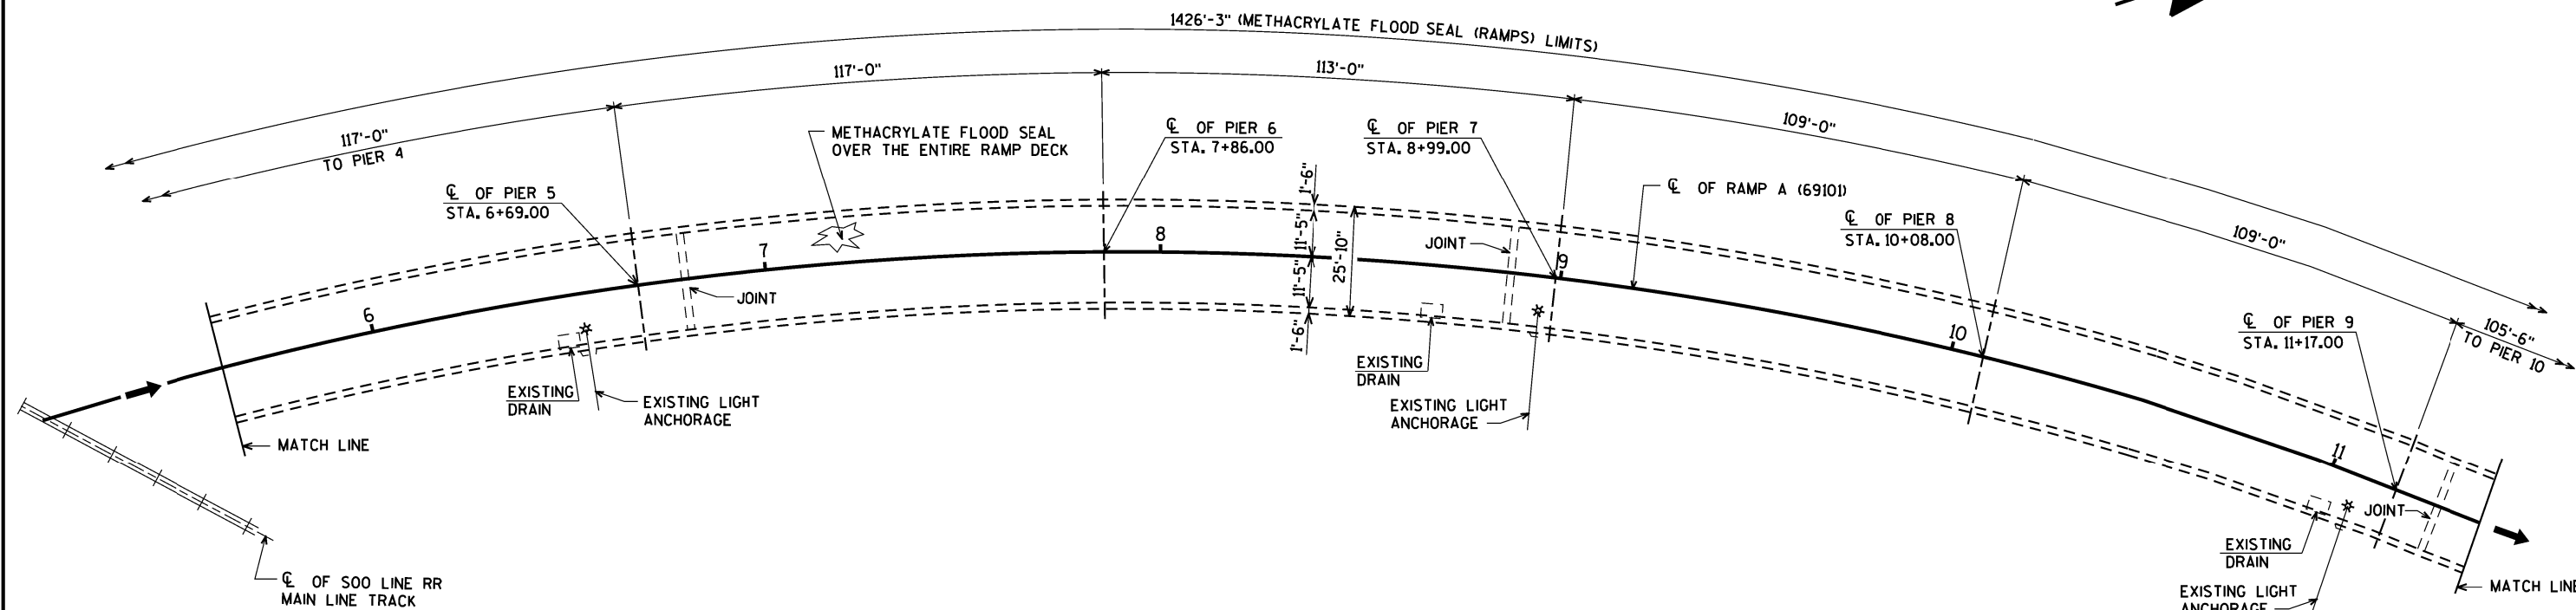 1426'-3" (METHACRYLATE FLOOD SEAL (RAMPS) LIMITS)
117'-0"
TO PIER 4
117'-0"
113'-0"
109'-0"
109'-0"
105'-6"
TO PIER 10
METHACRYLATE FLOOD SEAL
OVER THE ENTIRE RAMP DECK
℄ OF PIER 5
STA. 6+69.00
℄ OF PIER 6
STA. 7+86.00
℄ OF PIER 7
STA. 8+99.00
℄ OF RAMP A (69101)
℄ OF PIER 8
STA. 10+08.00
℄ OF PIER 9
STA. 11+17.00
1'-6"
11'-5"
11'-5"
1'-6"
25'-10"
6
7
8
9
10
11
JOINT
JOINT
JOINT
EXISTING
DRAIN
EXISTING LIGHT
ANCHORAGE
EXISTING
DRAIN
EXISTING LIGHT
ANCHORAGE
EXISTING
DRAIN
EXISTING LIGHT
ANCHORAGE
MATCH LINE
MATCH LINE
℄ OF SOO LINE RR
MAIN LINE TRACK